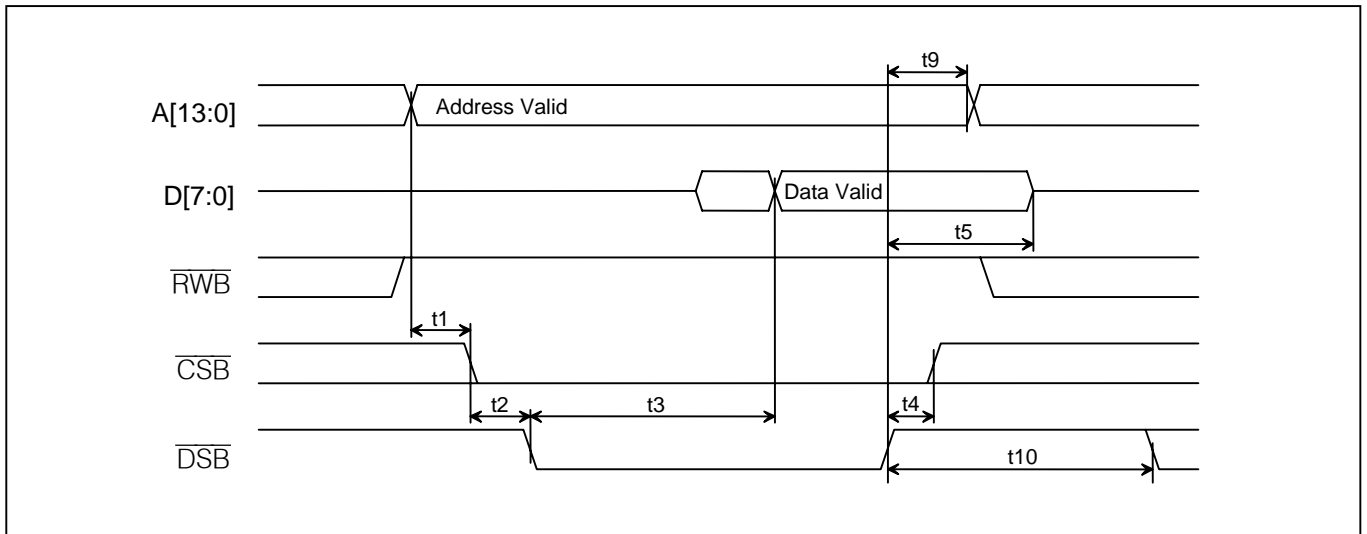 t9
A[13:0]
Address Valid
D[7:0]
Data Valid
t5
RWB
t1
CSB
t2
t3
t4
DSB
t10